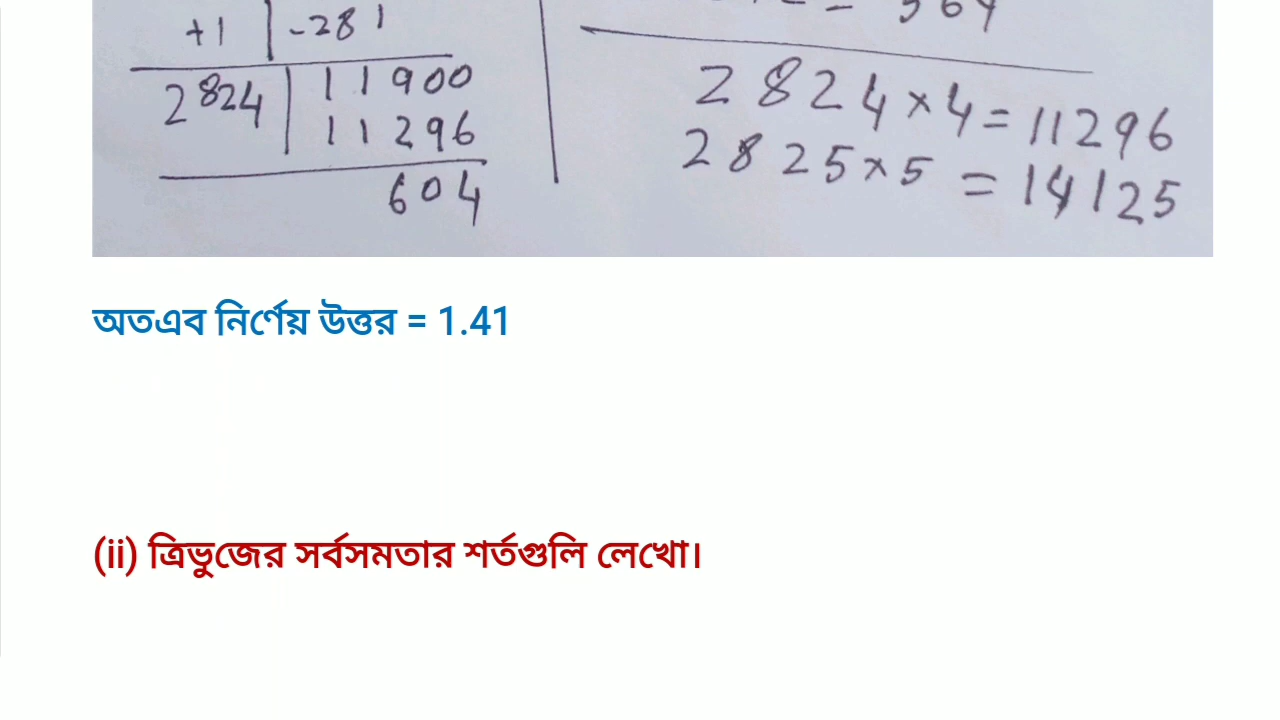 +1 | -281
2824 | 11900
11296
604
2824×4=11296
2825×5 = 14125
অতএব নির্ণেয় উত্তর = 1.41
(ii) ত্রিভুজের সর্বসমতার শর্তগুলি লেখো।